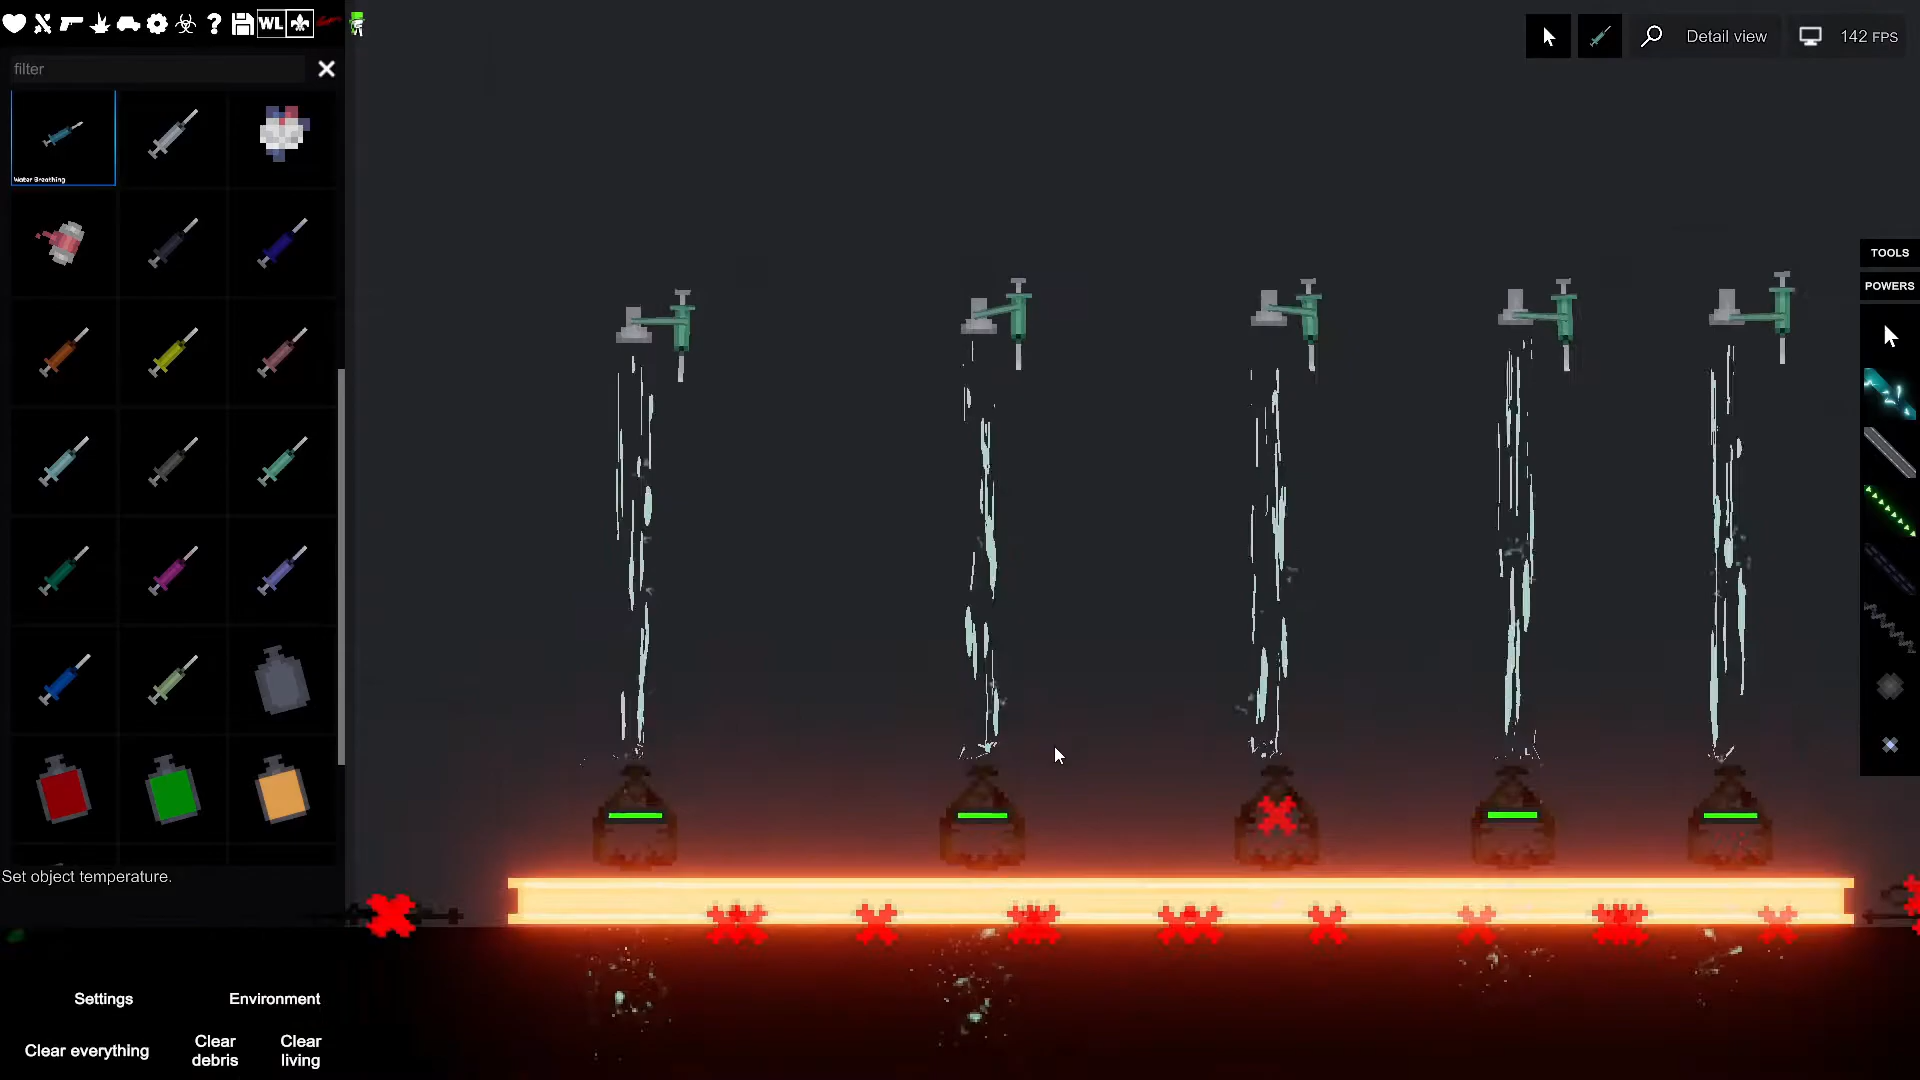 WL
filter
Detail view
142 FPS
Water Breathing
TOOLS
POWERS
Set object temperature.
Settings
Environment
Clear everything
Clear debris
Clear living